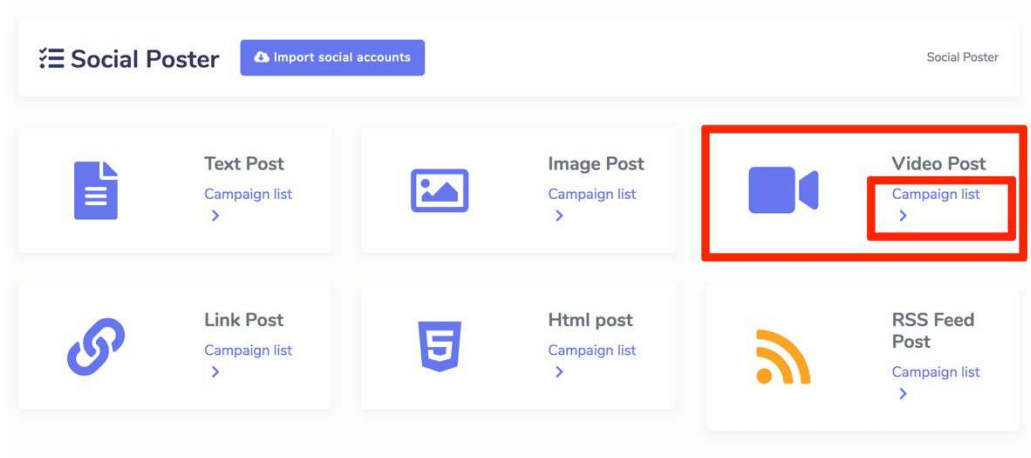 Social Poster
Import social accounts
Social Poster
Text Post
Campaign list
Image Post
Campaign list
Video Post
Campaign list
Link Post
Campaign list
Html post
Campaign list
RSS Feed
Post
Campaign list